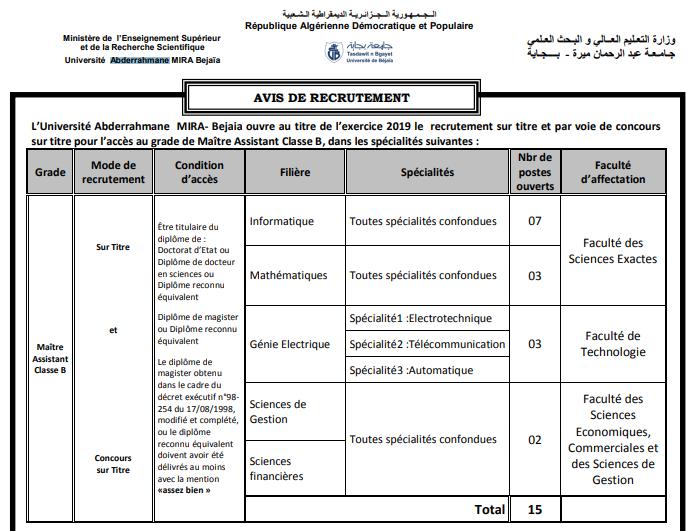 الـجـمـهـوريـة الـجـزائـريـة الديمقراطيـة الـشـعـبـيـة
République Algérienne Démocratique et Populaire
Ministère de l’Enseignement Supérieur
et de la Recherche Scientifique
Université Abderrahmane MIRA Bejaïa
جامعة بجاية
Tasdawit n Bgayet
Université de Béjaïa
وزارة التعليم العـالي و البـحث العلمي
جـامـعـة عبد الرحمان ميرة - بــجـــاية
AVIS DE RECRUTEMENT
L’Université Abderrahmane MIRA- Bejaia ouvre au titre de l’exercice 2019 le recrutement sur titre et par voie de concours
sur titre pour l’accès au grade de Maître Assistant Classe B, dans les spécialités suivantes :
Grade
Mode de
recrutement
Condition
d’accès
Filière
Spécialités
Nbr de
postes
ouverts
Faculté
d’affectation
Maître
Assistant
Classe B
Sur Titre
et
Concours
sur Titre
Être titulaire du
diplôme de :
Doctorat d’Etat ou
Diplôme de docteur
en sciences ou
Diplôme reconnu
équivalent
Diplôme de magister
ou Diplôme reconnu
équivalent
Le diplôme de
magister obtenu
dans le cadre du
décret exécutif n°98-
254 du 17/08/1998,
modifié et complété,
ou le diplôme
reconnu équivalent
doivent avoir été
délivrés au moins
avec la mention
«assez bien »
Informatique
Toutes spécialités confondues
07
Faculté des
Sciences Exactes
Mathématiques
Toutes spécialités confondues
03
Génie Electrique
Spécialité1 :Electrotechnique
Spécialité2 :Télécommunication
Spécialité3 :Automatique
03
Faculté de
Technologie
Sciences de
Gestion
Sciences
financières
Toutes spécialités confondues
02
Faculté des
Sciences
Economiques,
Commerciales et
des Sciences de
Gestion
Total
15